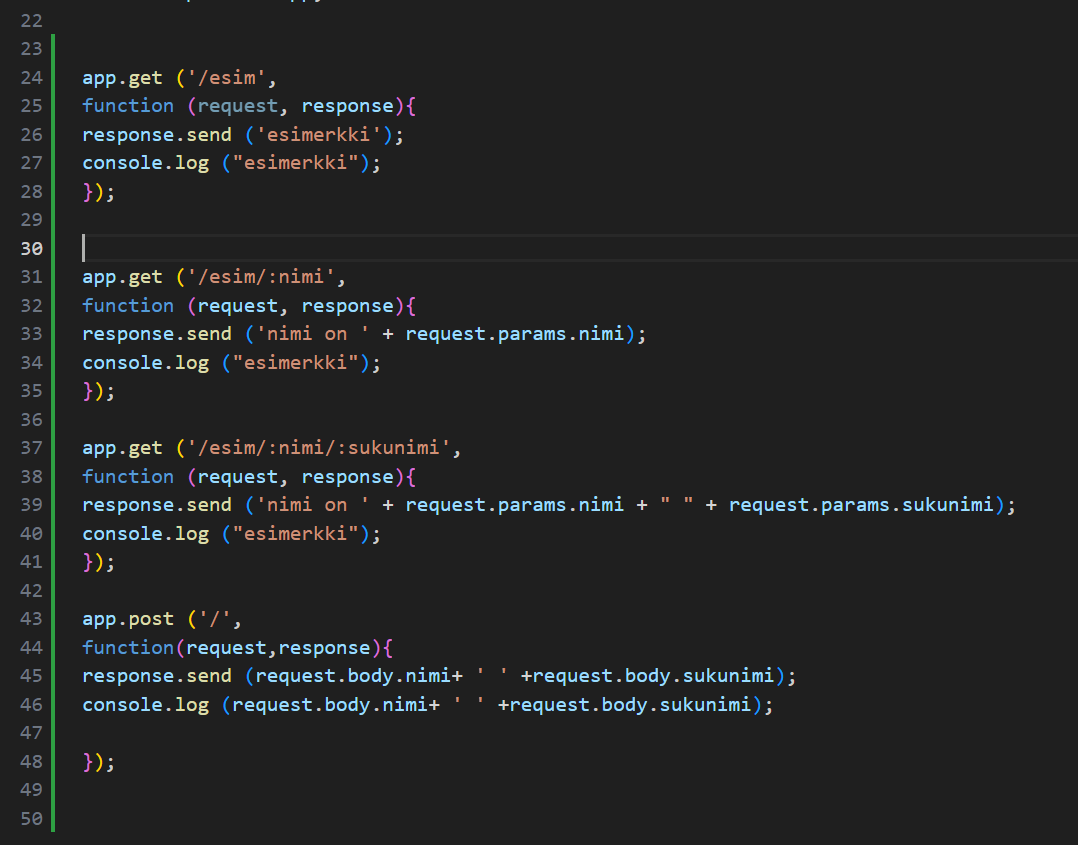 22
23
24 app.get ('/esim',
25 function (request, response){
26 response.send ('esimerkki');
27 console.log ("esimerkki");
28 });
29
30
31 app.get ('/esim/:nimi',
32 function (request, response){
33 response.send ('nimi on ' + request.params.nimi);
34 console.log ("esimerkki");
35 });
36
37 app.get ('/esim/:nimi/:sukunimi',
38 function (request, response){
39 response.send ('nimi on ' + request.params.nimi + " " + request.params.sukunimi);
40 console.log ("esimerkki");
41 });
42
43 app.post ('/',
44 function(request,response){
45 response.send (request.body.nimi+ ' ' +request.body.sukunimi);
46 console.log (request.body.nimi+ ' ' +request.body.sukunimi);
47
48 });
49
50